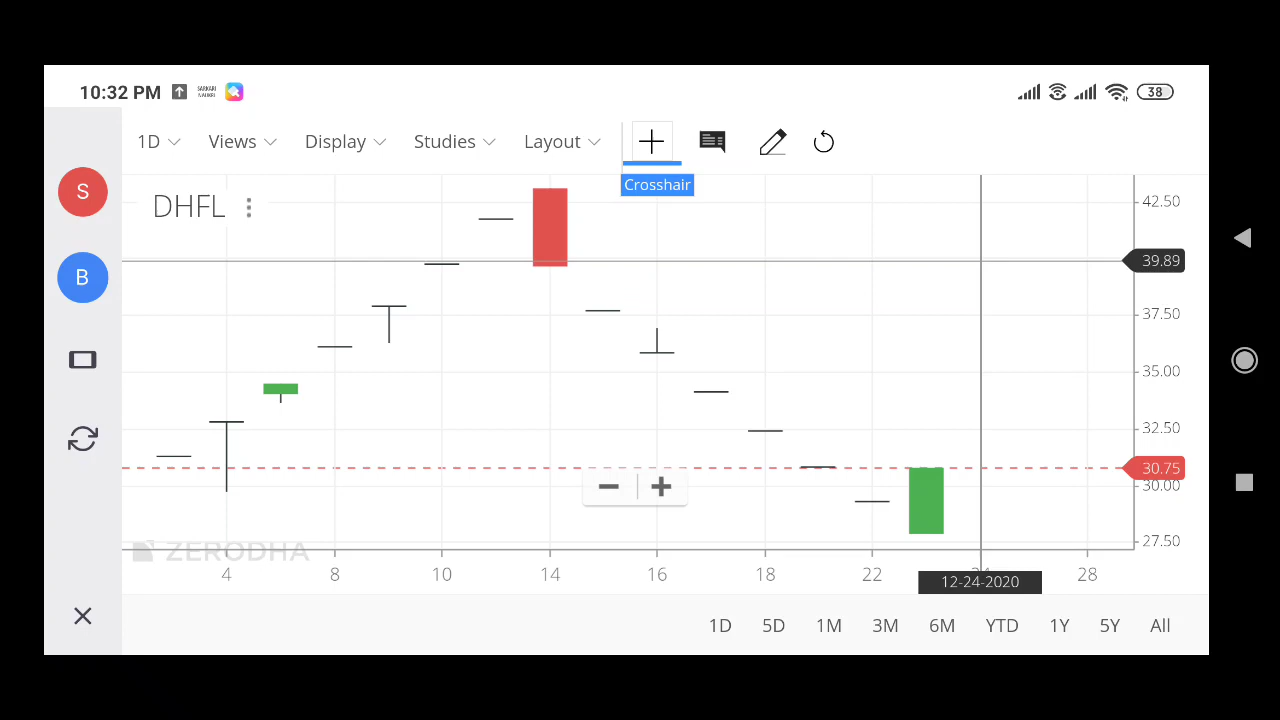 10:32 PM
SARKARI
NAUKRI
38
1D Views Display Studies Layout
Crosshair
S
B
DHFL
42.50
39.89
37.50
35.00
32.50
30.75
30.00
27.50
ZERODHA
4 8 10 14 16 18 22 28
12-24-2020
1D 5D 1M 3M 6M YTD 1Y 5Y All